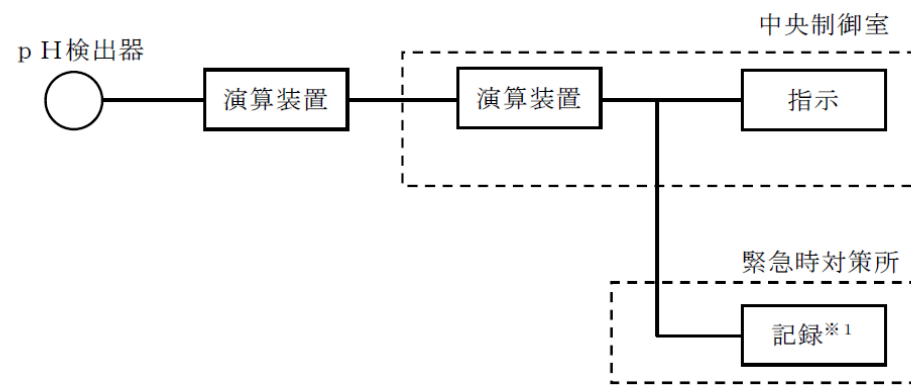 中央制御室
ｐＨ検出器
演算装置
演算装置
指示
緊急時対策所
記録※１